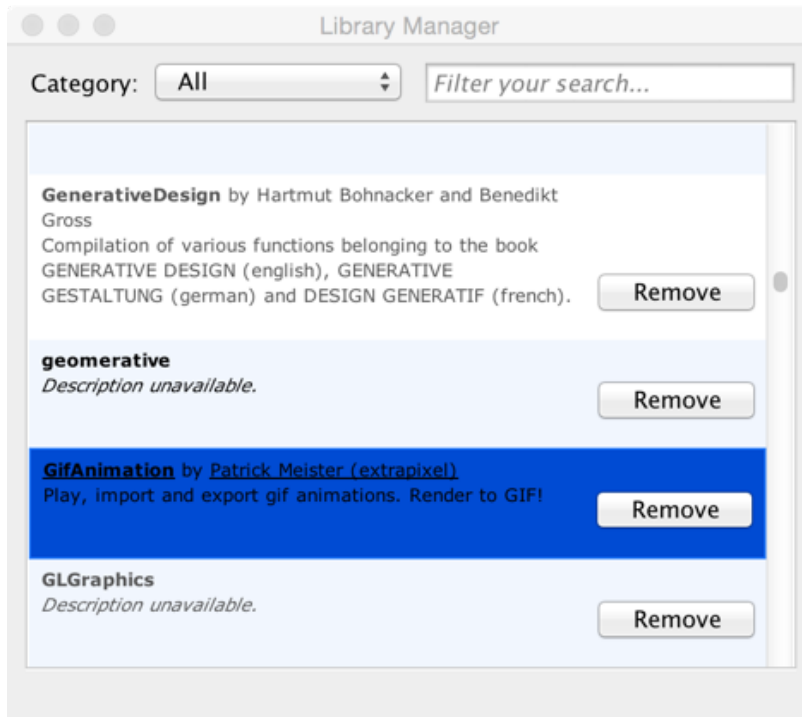 Library Manager
Category: All Filter your search...
GenerativeDesign by Hartmut Bohnacker and Benedikt
Gross
Compilation of various functions belonging to the book
GENERATIVE DESIGN (english), GENERATIVE
GESTALTUNG (german) and DESIGN GENERATIF (french).
Remove
geomerative
Description unavailable.
Remove
GifAnimation by Patrick Meister (extrapixel)
Play, import and export gif animations. Render to GIF!
Remove
GLGraphics
Description unavailable.
Remove